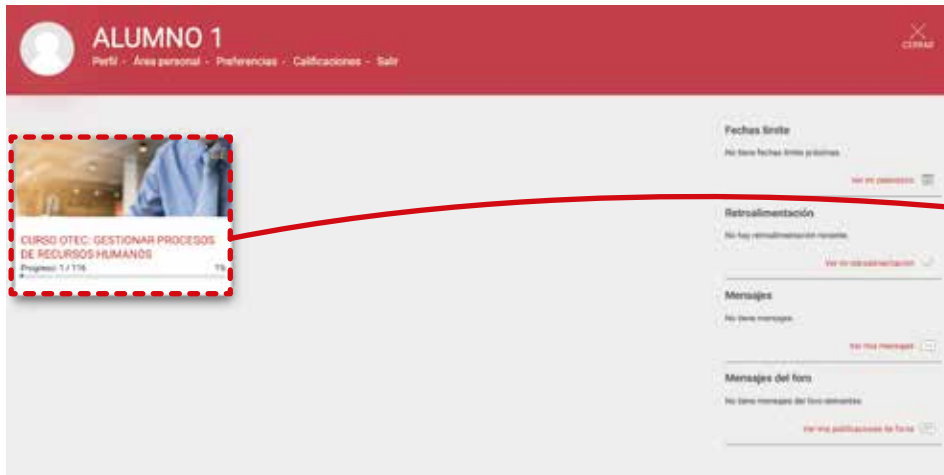 ALUMNO 1
Perfil - Área personal - Preferencias - Calificaciones - Salir
CERRAR
CURSO OTEC: GESTIONAR PROCESOS
DE RECURSOS HUMANOS
Progreso: 1 / 116
1%
Fechas límite
No tiene fechas límite próximas.
Ver mi calendario
Retroalimentación
No hay retroalimentación reciente.
Ver mi retroalimentación
Mensajes
No tiene mensajes.
Ver mis mensajes
Mensajes del foro
No tiene mensajes del foro relevantes.
Ver mis publicaciones de foros